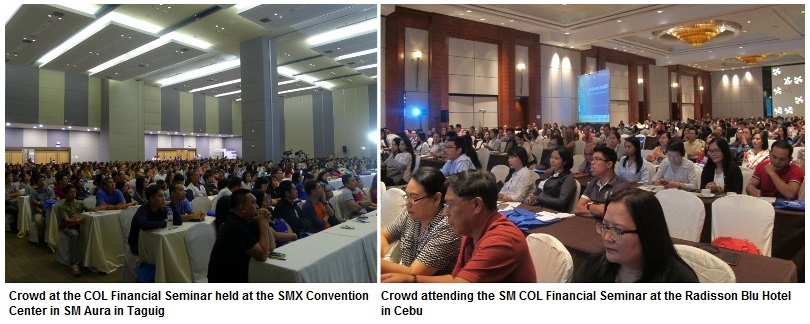 Crowd at the COL Financial Seminar held at the SMX Convention
Center in SM Aura in Taguig
Crowd attending the SM COL Financial Seminar at the Radisson Blu Hotel
in Cebu